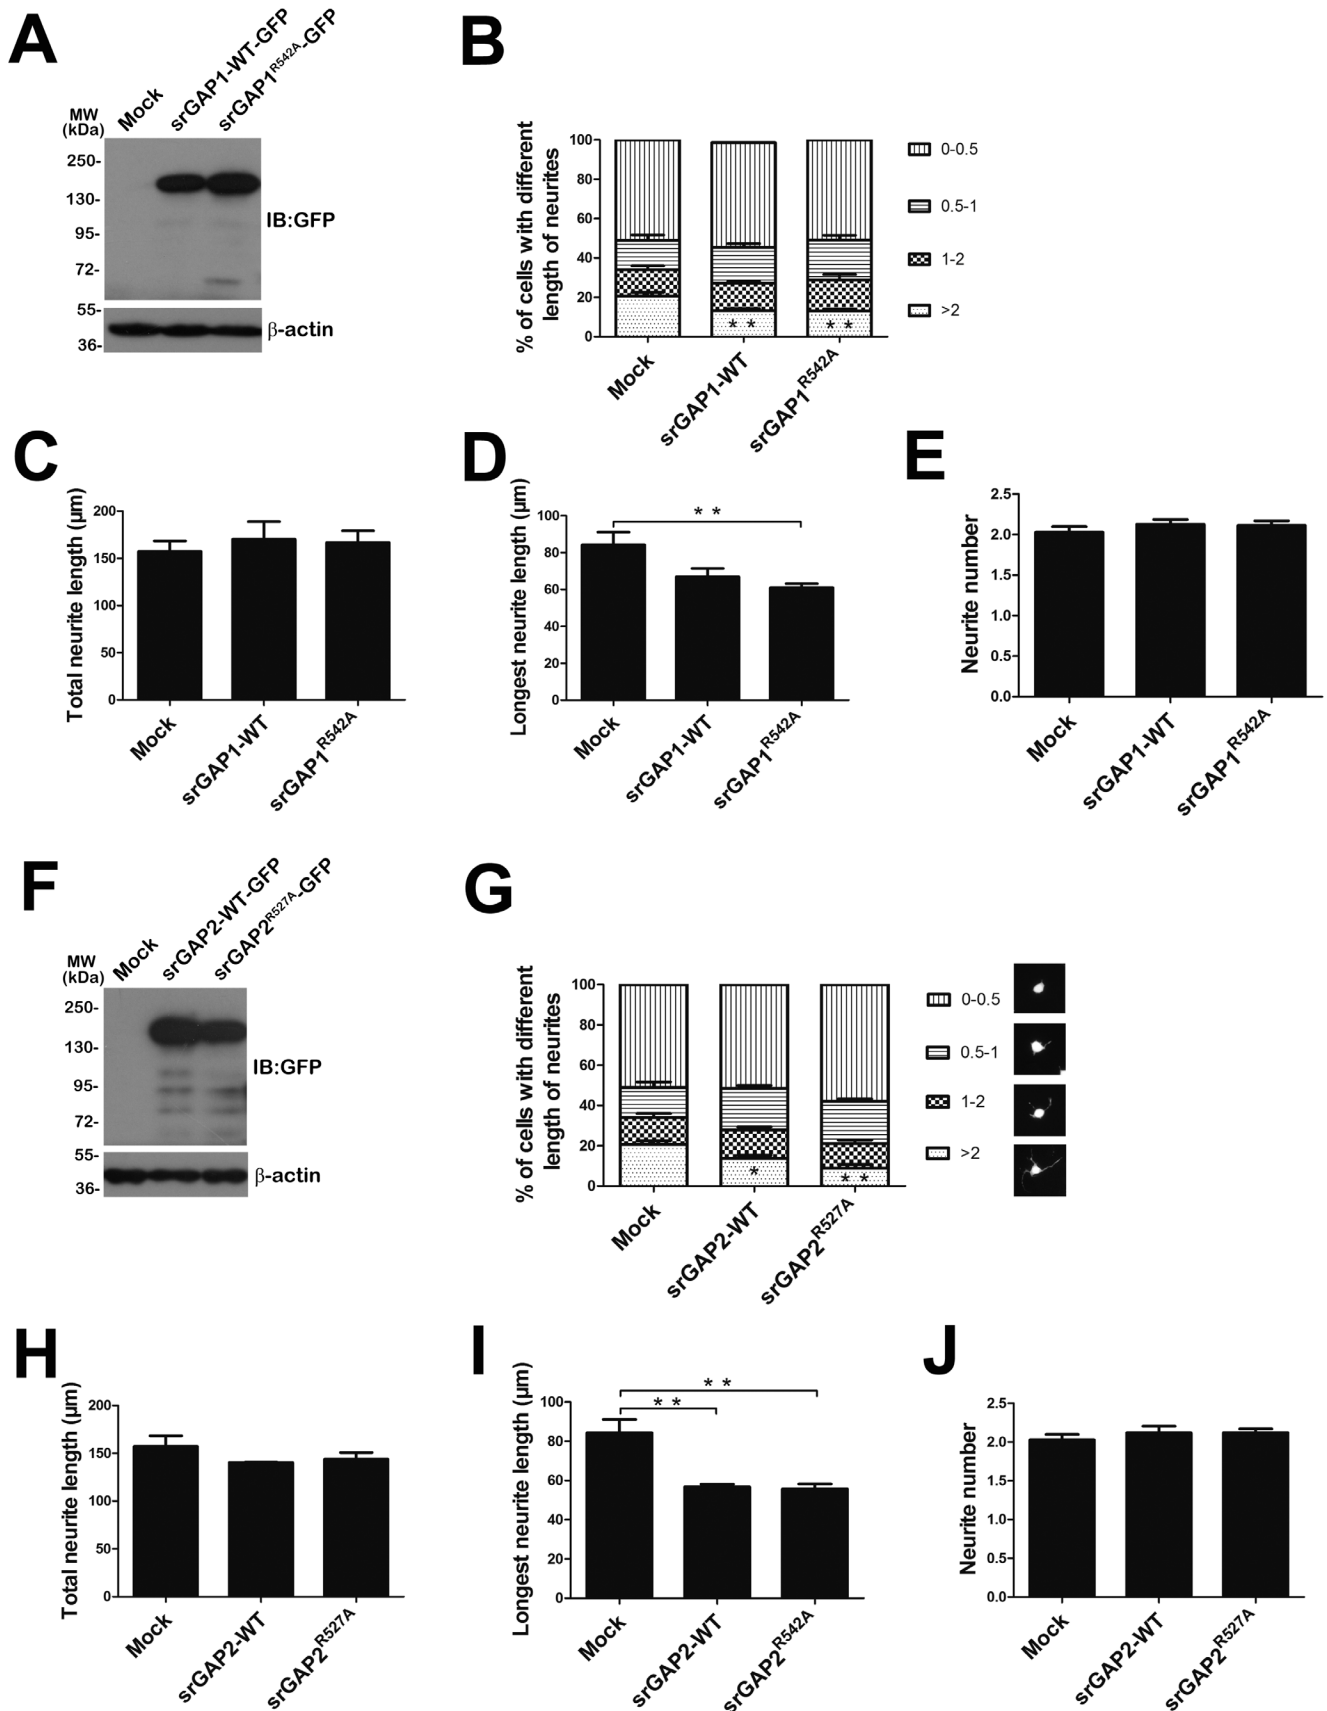 A
MW
(kDa)
Mock
srGAP1-WT-GFP
srGAP1R542A-GFP
250-
130-
95-
72-
55-
36-
IB:GFP
β-actin
B
% of cells with different
length of neurites
100
80
60
40
20
0
* *
* *
Mock
srGAP1-WT
srGAP1R542A
0-0.5
0.5-1
1-2
>2
C
Total neurite length (µm)
200
150
100
50
0
Mock
srGAP1-WT
srGAP1R542A
D
Longest neurite length (µm)
100
80
60
40
20
0
* *
Mock
srGAP1-WT
srGAP1R542A
E
Neurite number
2.5
2.0
1.5
1.0
0.5
0.0
Mock
srGAP1-WT
srGAP1R542A
F
MW
(kDa)
Mock
srGAP2-WT-GFP
srGAP2R527A-GFP
250-
130-
95-
72-
55-
36-
IB:GFP
β-actin
G
% of cells with different
length of neurites
100
80
60
40
20
0
*
* *
Mock
srGAP2-WT
srGAP2R527A
0-0.5
0.5-1
1-2
>2
H
Total neurite length (µm)
200
150
100
50
0
Mock
srGAP2-WT
srGAP2R527A
I
Longest neurite length (µm)
100
80
60
40
20
0
* *
* *
Mock
srGAP2-WT
srGAP2R542A
J
Neurite number
2.5
2.0
1.5
1.0
0.5
0.0
Mock
srGAP2-WT
srGAP2R527A